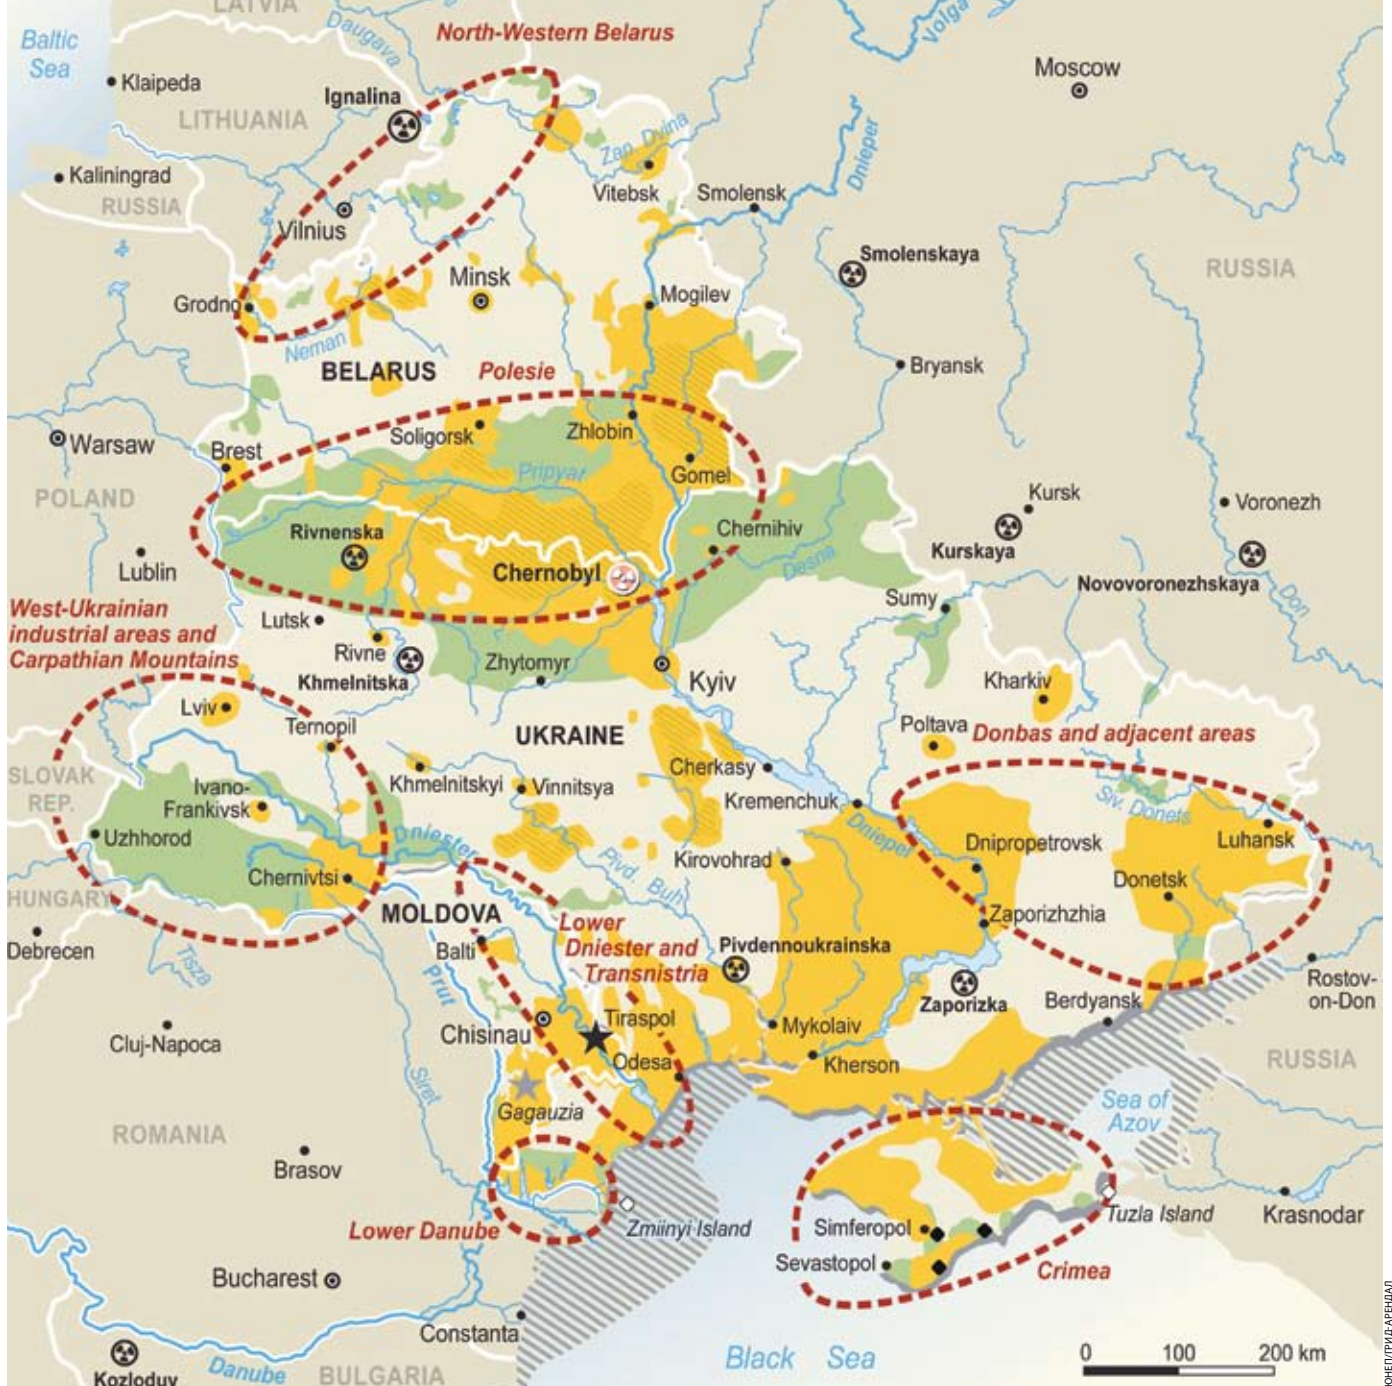 LATVIA
Baltic
Sea
Daugava
North-Western Belarus
Volga
Moscow
Klaipeda
Ignalina
LITHUANIA
Zap. Dvina
Dnieper
Kaliningrad
RUSSIA
Vitebsk
Smolensk
Vilnius
Smolenskaya
RUSSIA
Minsk
Grodno
Mogilev
Neman
BELARUS
Polesie
Bryansk
Warsaw
Soligorsk
Zhlobin
Brest
Pripyar
Gomel
POLAND
Kursk
Voronezh
Rivnenska
Chernihiv
Kurskaya
Lublin
Chernobyl
Desna
Novovoronezhskaya
Don
West-Ukrainian
industrial areas and
Carpathian Mountains
Lutsk
Sumy
Rivne
Zhytomyr
Khmelnitska
Kyiv
Kharkiv
Lviv
Ternopil
UKRAINE
Poltava
Donbas and adjacent areas
SLOVAK
REP.
Ivano-
Frankivsk
Khmelnitskyi
Vinnitsya
Cherkasy
Kremenchuk
Siv. Donets
Uzhhorod
Dniester
Dnieper
Dnipropetrovsk
Luhansk
Chernivtsi
Pivd. Buh
Kirovohrad
Donetsk
HUNGARY
MOLDOVA
Lower
Dniester and
Transnistria
Zaporizhzhia
Debrecen
Balti
Pivdennoukrainska
Tisza
Prut
Zaporizka
Berdyansk
Rostov-
on-Don
Chisinau
Tiraspol
Mykolaiv
Cluj-Napoca
Odesa
Kherson
RUSSIA
Siret
Gagauzia
Sea of
Azov
ROMANIA
Brasov
Lower Danube
Zmiinyi Island
Simferopol
Tuzla Island
Krasnodar
Sevastopol
Crimea
Bucharest
Constanta
Black Sea
0 100 200 km
Kozloduy
Danube
BULGARIA
ЮНЕП/ГРИД-АРЕНДАЛ